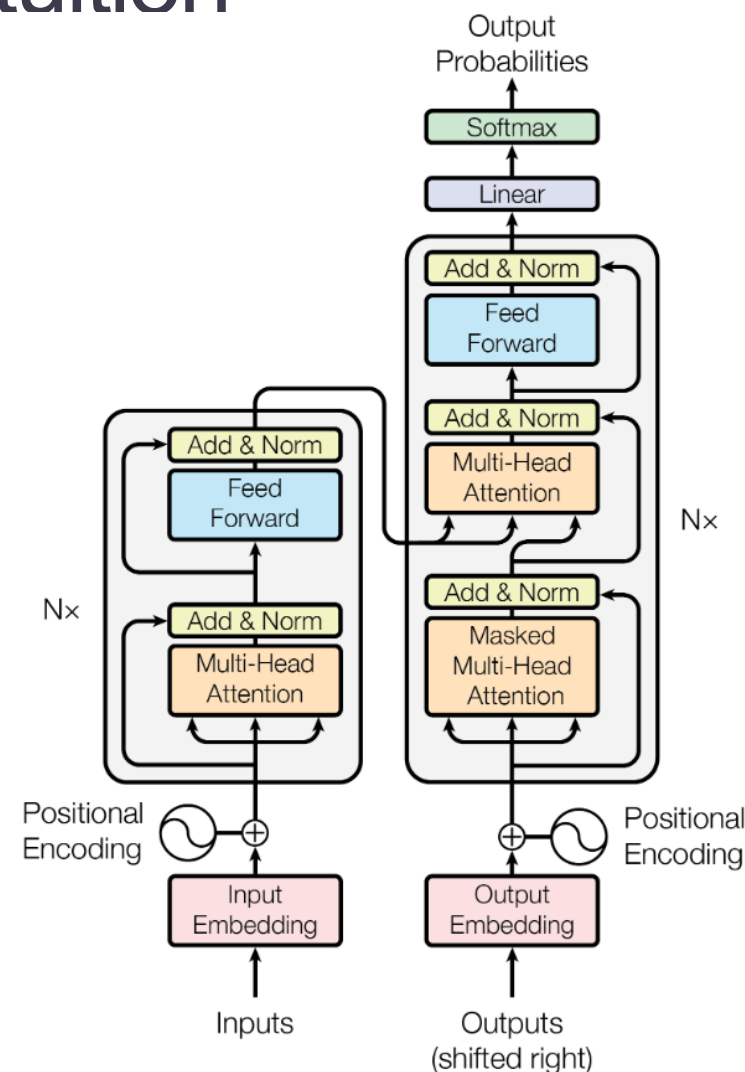 tuition
Output
Probabilities
Softmax
Linear
Add & Norm
Feed
Forward
Add & Norm
Multi-Head
Attention
Nx
Add & Norm
Masked
Multi-Head
Attention
Add & Norm
Feed
Forward
Nx
Add & Norm
Multi-Head
Attention
Positional
Encoding
Positional
Encoding
Input
Embedding
Output
Embedding
Inputs
Outputs
(shifted right)